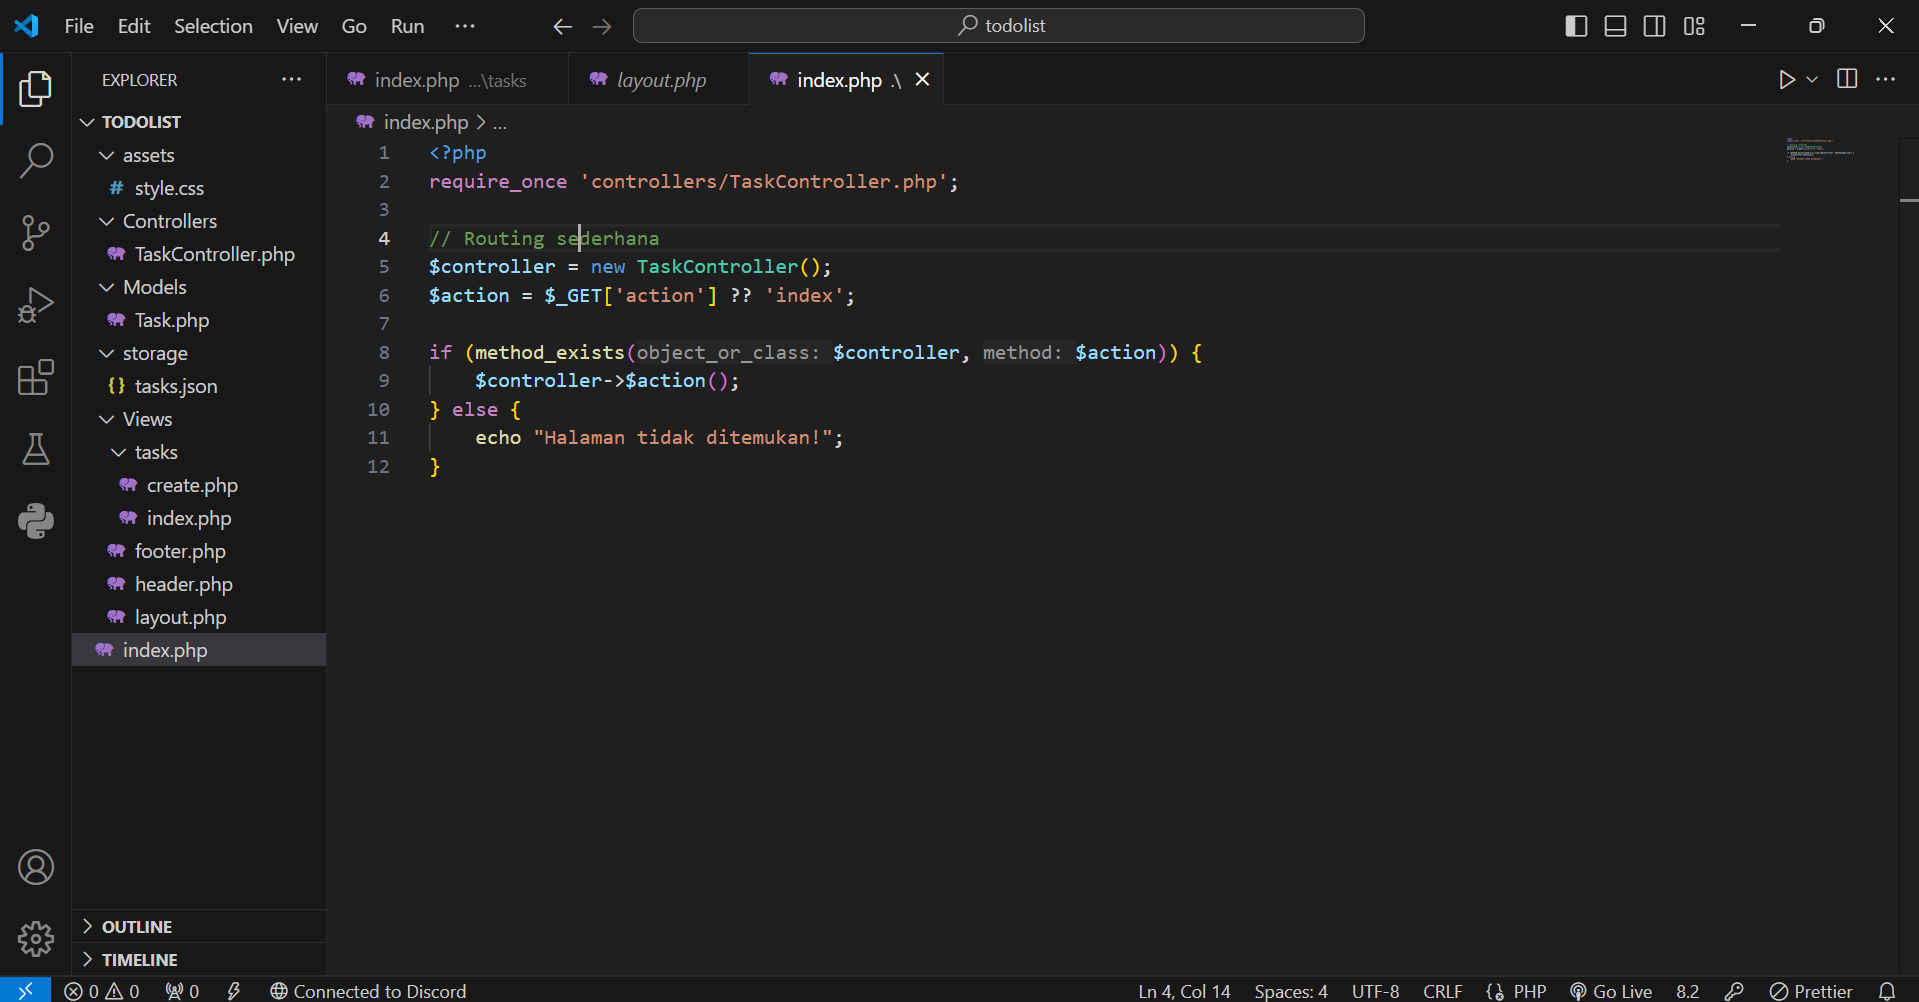 File Edit Selection View Go Run ... todolist
EXPLORER ...
index.php ...\tasks layout.php index.php .\
TODOLIST
assets
# style.css
Controllers
TaskController.php
Models
Task.php
storage
{} tasks.json
Views
tasks
create.php
index.php
footer.php
header.php
layout.php
index.php
OUTLINE
TIMELINE
index.php > ...
1 <?php
2 require_once 'controllers/TaskController.php';
3
4 // Routing sederhana
5 $controller = new TaskController();
6 $action = $_GET['action'] ?? 'index';
7
8 if (method_exists(object_or_class: $controller, method: $action)) {
9 $controller->$action();
10 } else {
11 echo "Halaman tidak ditemukan!";
12 }
0 0 0 Connected to Discord Ln 4, Col 14 Spaces: 4 UTF-8 CRLF PHP Go Live 8.2 Prettier